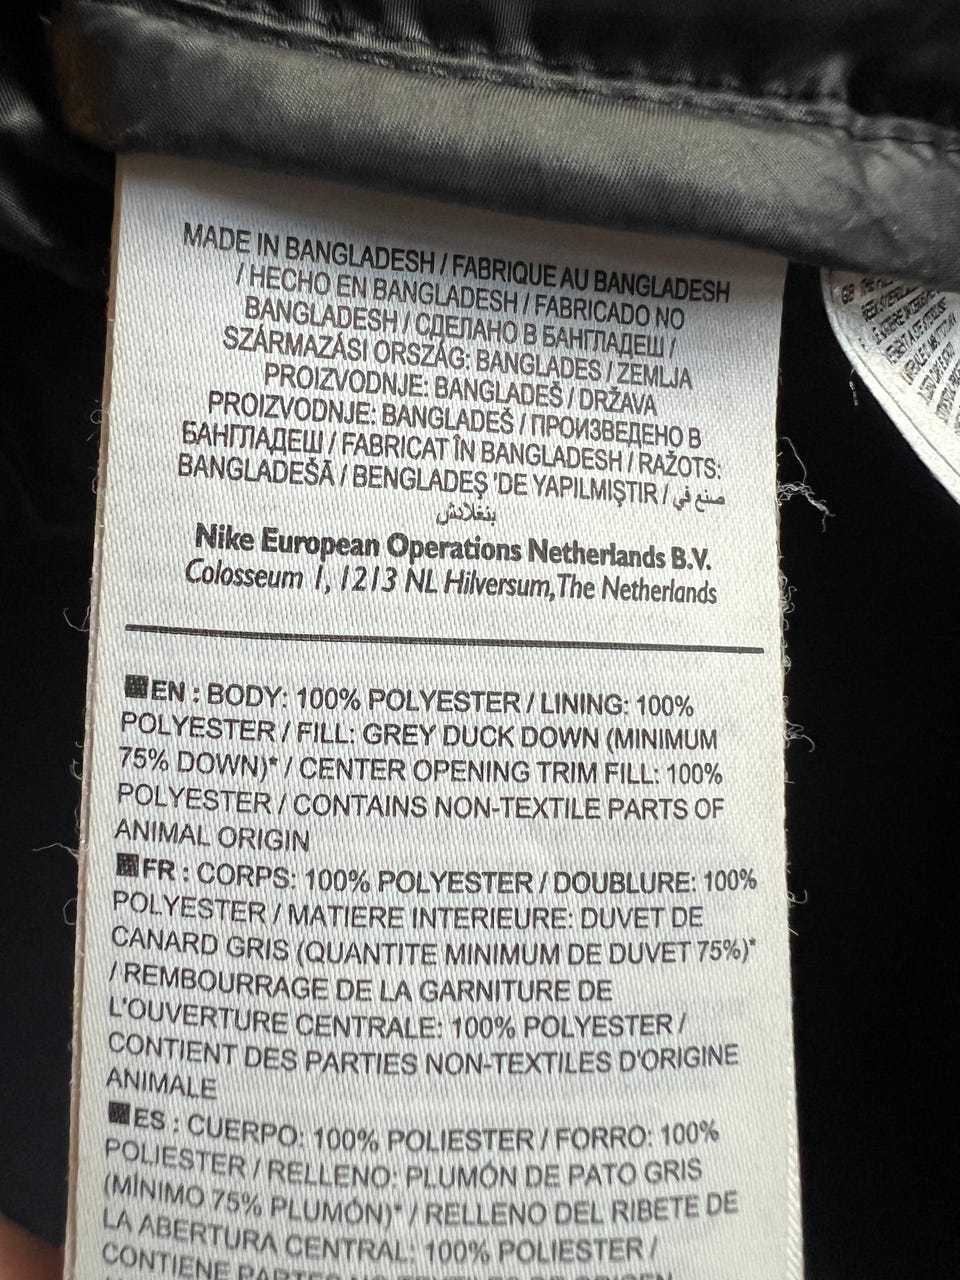 MADE IN BANGLADESH / FABRIQUE AU BANGLADESH
/ HECHO EN BANGLADESH / FABRICADO NO
BANGLADESH / СДЕЛАНО В БАНГЛАДЕШ /
SZÁRMAZÁSI ORSZÁG: BANGLADES / ZEMLJA
PROIZVODNJE: BANGLADEŠ / DRŽAVA
PROIZVODNJE: BANGLADEŠ / ПРОИЗВЕДЕНО В
БАНГЛАДЕШ / FABRICAT ÎN BANGLADESH / RAŽOTS:
BANGLADEŠĀ / BENGLADEŞ 'DE YAPILMIŞTIR / صنع في
بنغلادش
Nike European Operations Netherlands B.V.
Colosseum 1, 1213 NL Hilversum, The Netherlands
EN : BODY: 100% POLYESTER / LINING: 100%
POLYESTER / FILL: GREY DUCK DOWN (MINIMUM
75% DOWN)* / CENTER OPENING TRIM FILL: 100%
POLYESTER / CONTAINS NON-TEXTILE PARTS OF
ANIMAL ORIGIN
FR : CORPS: 100% POLYESTER / DOUBLURE: 100%
POLYESTER / MATIERE INTERIEURE: DUVET DE
CANARD GRIS (QUANTITE MINIMUM DE DUVET 75%)*
/ REMBOURRAGE DE LA GARNITURE DE
L'OUVERTURE CENTRALE: 100% POLYESTER /
CONTIENT DES PARTIES NON-TEXTILES D'ORIGINE
ANIMALE
ES : CUERPO: 100% POLIESTER / FORRO: 100%
POLIESTER / RELLENO: PLUMÓN DE PATO GRIS
(MÍNIMO 75% PLUMÓN)* / RELLENO DEL RIBETE DE
LA ABERTURA CENTRAL: 100% POLIESTER /
CONTIENE
GB